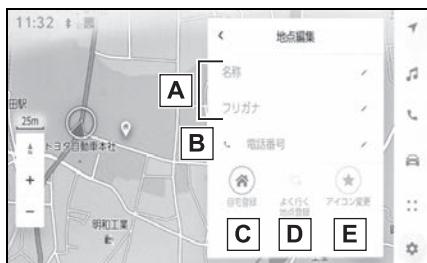 11:32
地点編集
名称
A
フリガナ
田駅
25m
B
電話番号
トヨタ自動車本社
自宅登録
よく行く
地点登録
アイコン変更
明和工業
C
D
E